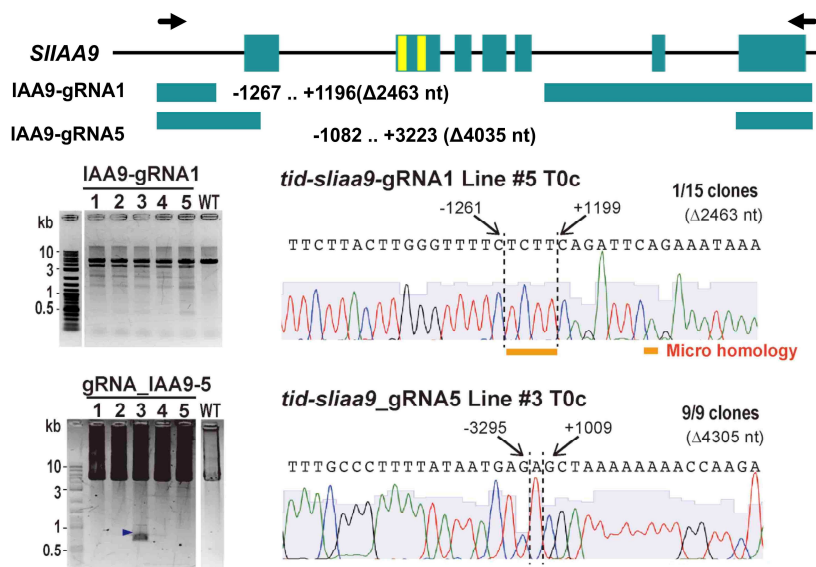 SlIAA9
IAA9-gRNA1
-1267 .. +1196(Δ2463 nt)
IAA9-gRNA5
-1082 .. +3223 (Δ4035 nt)
IAA9-gRNA1
1 2 3 4 5 WT
kb
10
3
1
0.5
tid-sliaa9-gRNA1 Line #5 T0c
1/15 clones
(Δ2463 nt)
-1261
+1199
TTCTTACTTGGGTTTTCTCTTCAGATTCAGAAATAAA
Micro homology
gRNA_IAA9-5
1 2 3 4 5 WT
kb
10
3
1
0.5
tid-sliaa9_gRNA5 Line #3 T0c
9/9 clones
(Δ4305 nt)
-3295
+1009
TTTGCCCTTTTATAATGAGAGCTAAAAAAAACCAAGA